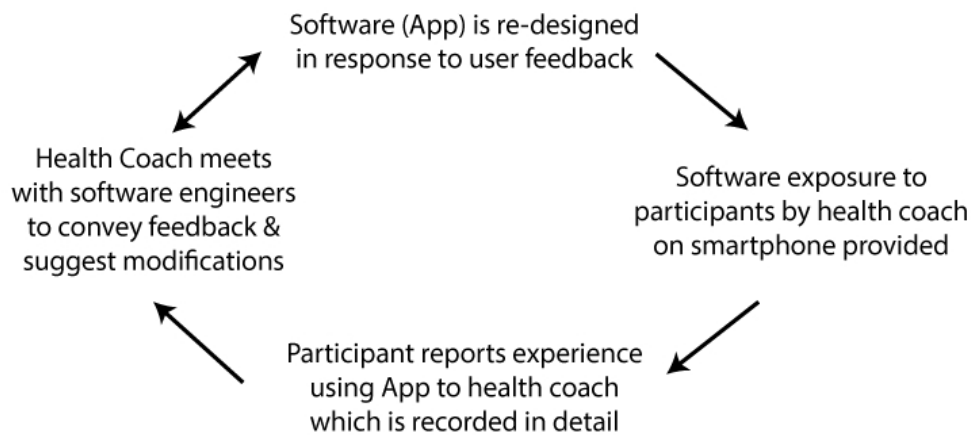 Software (App) is re-designed
in response to user feedback
Health Coach meets
with software engineers
to convey feedback &
suggest modifications
Software exposure to
participants by health coach
on smartphone provided
Participant reports experience
using App to health coach
which is recorded in detail